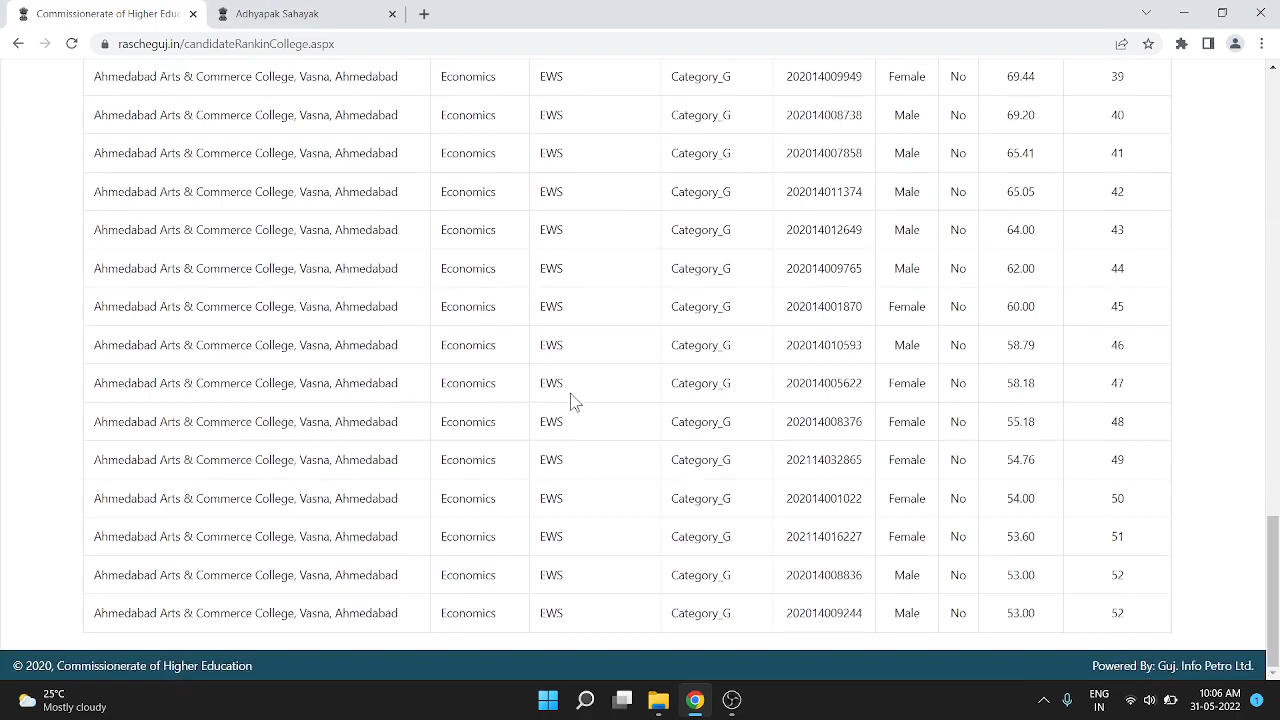 Commissionerate of Higher Educ
Adhyapak Sahayak
rascheguj.in/candidateRankinCollege.aspx
Ahmedabad Arts & Commerce College, Vasna, Ahmedabad Economics EWS Category_G 202014009949 Female No 69.44 39
Ahmedabad Arts & Commerce College, Vasna, Ahmedabad Economics EWS Category_G 202014008738 Male No 69.20 40
Ahmedabad Arts & Commerce College, Vasna, Ahmedabad Economics EWS Category_G 202014007858 Male No 65.41 41
Ahmedabad Arts & Commerce College, Vasna, Ahmedabad Economics EWS Category_G 202014011374 Male No 65.05 42
Ahmedabad Arts & Commerce College, Vasna, Ahmedabad Economics EWS Category_G 202014012649 Male No 64.00 43
Ahmedabad Arts & Commerce College, Vasna, Ahmedabad Economics EWS Category_G 202014009765 Male No 62.00 44
Ahmedabad Arts & Commerce College, Vasna, Ahmedabad Economics EWS Category_G 202014001870 Female No 60.00 45
Ahmedabad Arts & Commerce College, Vasna, Ahmedabad Economics EWS Category_G 202014010593 Male No 58.79 46
Ahmedabad Arts & Commerce College, Vasna, Ahmedabad Economics EWS Category_G 202014005622 Female No 58.18 47
Ahmedabad Arts & Commerce College, Vasna, Ahmedabad Economics EWS Category_G 202014008376 Female No 55.18 48
Ahmedabad Arts & Commerce College, Vasna, Ahmedabad Economics EWS Category_G 202114032865 Female No 54.76 49
Ahmedabad Arts & Commerce College, Vasna, Ahmedabad Economics EWS Category_G 202014001022 Female No 54.00 50
Ahmedabad Arts & Commerce College, Vasna, Ahmedabad Economics EWS Category_G 202114016227 Female No 53.60 51
Ahmedabad Arts & Commerce College, Vasna, Ahmedabad Economics EWS Category_G 202014008836 Male No 53.00 52
Ahmedabad Arts & Commerce College, Vasna, Ahmedabad Economics EWS Category_G 202014009244 Male No 53.00 52
© 2020, Commissionerate of Higher Education Powered By: Guj. Info Petro Ltd.
25°C
Mostly cloudy
ENG
IN
10:06 AM
31-05-2022
1